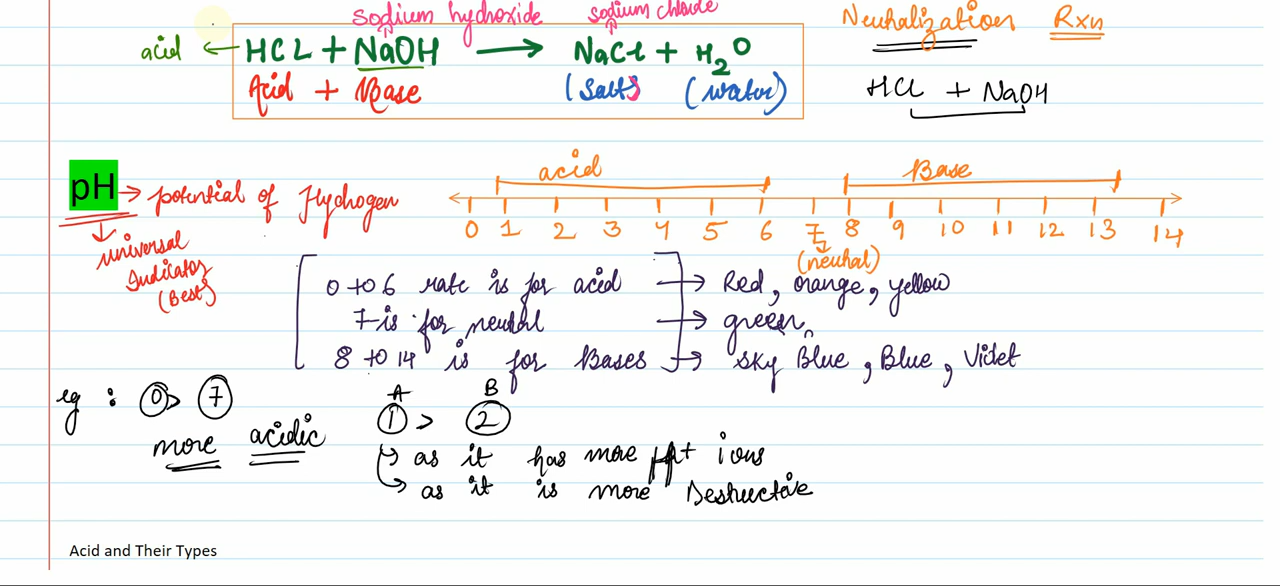 sodium hydroxide sodium chloride
Neutralization Rxn
acid ← HCL + NaOH → NaCl + H₂O
Acid + Base (Salts) (water)
HCl + NaOH
pH → potential of Hydrogen
acid Base
0 1 2 3 4 5 6 7 8 9 10 11 12 13 14
(neutral)
universal
Indicator
(Best)
0 to 6 rate is for acid → Red, orange, yellow
7 is for neutral → green,
8 to 14 is for Bases → sky Blue, Blue, Violet
eg : 0 > 7
more acidic
A B
1 > 2
as it has more H+ ions
as it is more Destructive
Acid and Their Types